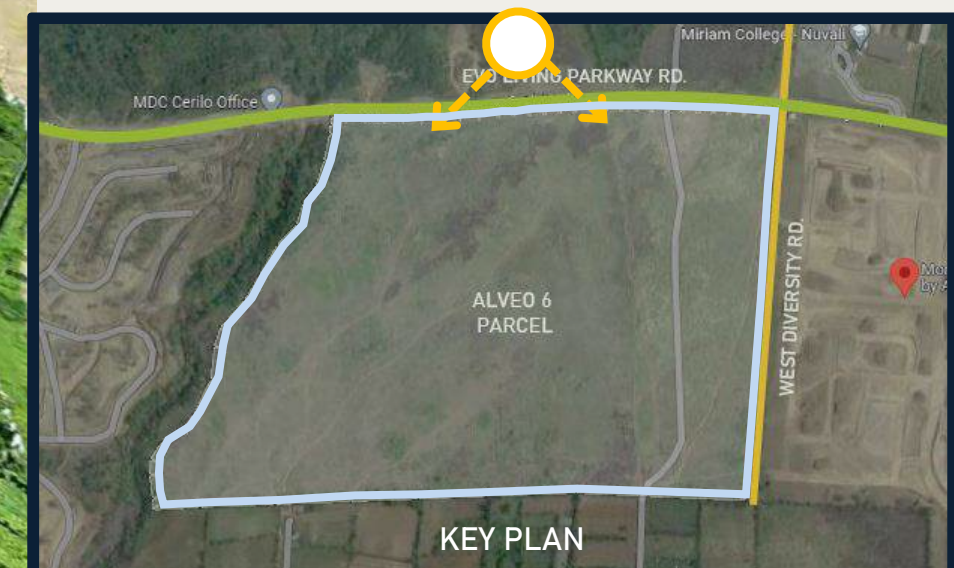 Miriam College - Nuvali
EVO LIVING PARKWAY RD.
MDC Cerilo Office
WEST DIVERSITY RD.
ALVEO 6
PARCEL
KEY PLAN